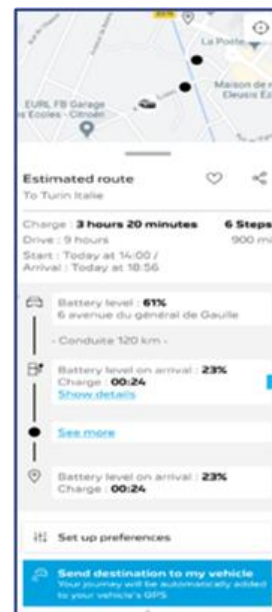 La Poste
Maison de
Eleusis
EURL FB Garage
Ecoles - Citroën
Estimated route
To Turin Italie
Charge : 3 hours 20 minutes 6 Steps
Drive : 9 hours 900
Start : Today at 14:00 /
Arrival : Today at 18:56
Battery level : 61%
6 avenue du général de Gaulle
- Conduite 120 km -
Battery level on arrival : 23%
Charge : 00:24
Show details
See more
Battery level on arrival : 23%
Charge : 00:24
Set up preferences
Send destination to my vehicle
Your journey will be automatically added
to your vehicle's GPS